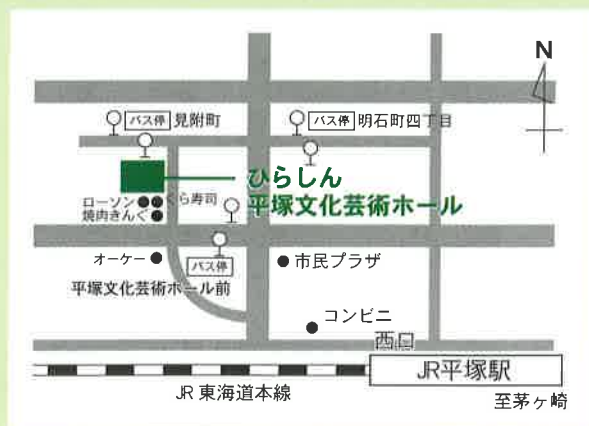 N
バス停 見附町
バス停 明石町四丁目
ひらしん
平塚文化芸術ホール
ローソン
くら寿司
焼肉きんぐ
オーケー
バス停
平塚文化芸術ホール前
市民プラザ
コンビニ
西口
JR平塚駅
JR東海道本線
至茅ヶ崎